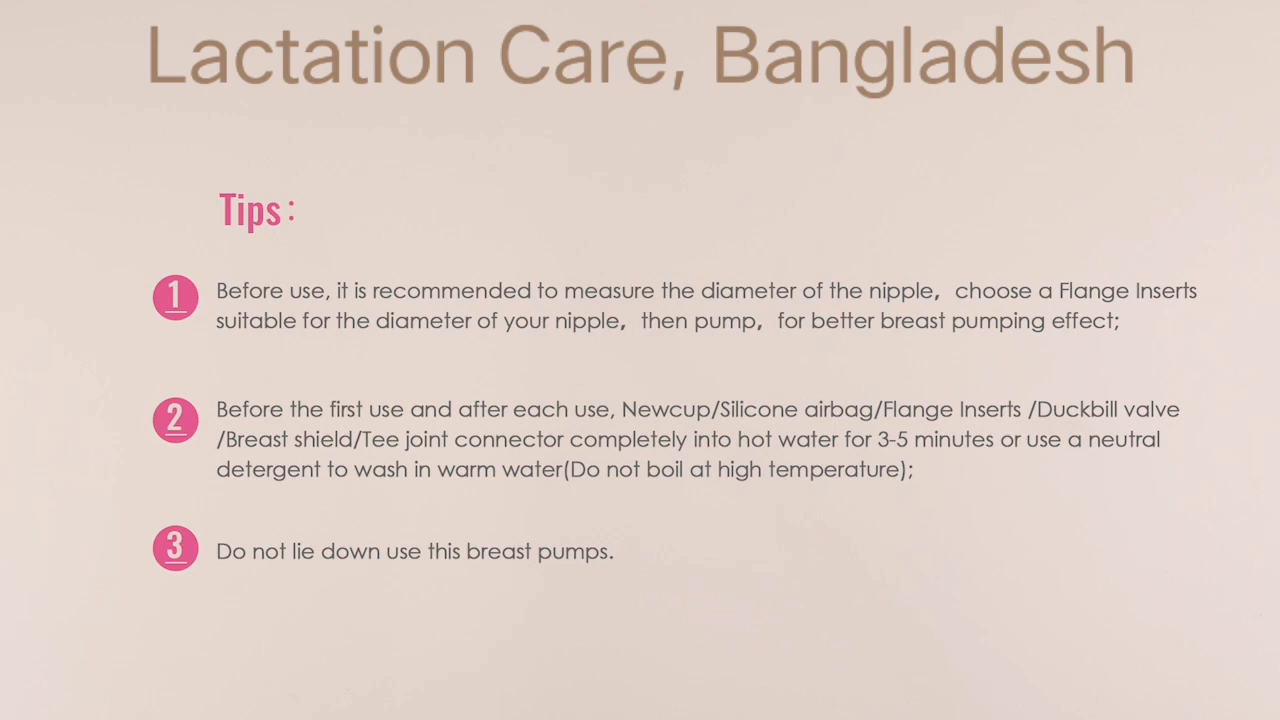 Lactation Care, Bangladesh
Tips：
1 Before use, it is recommended to measure the diameter of the nipple， choose a Flange Inserts
suitable for the diameter of your nipple， then pump， for better breast pumping effect;
2 Before the first use and after each use, Newcup/Silicone airbag/Flange Inserts /Duckbill valve
/Breast shield/Tee joint connector completely into hot water for 3-5 minutes or use a neutral
detergent to wash in warm water(Do not boil at high temperature);
3 Do not lie down use this breast pumps.